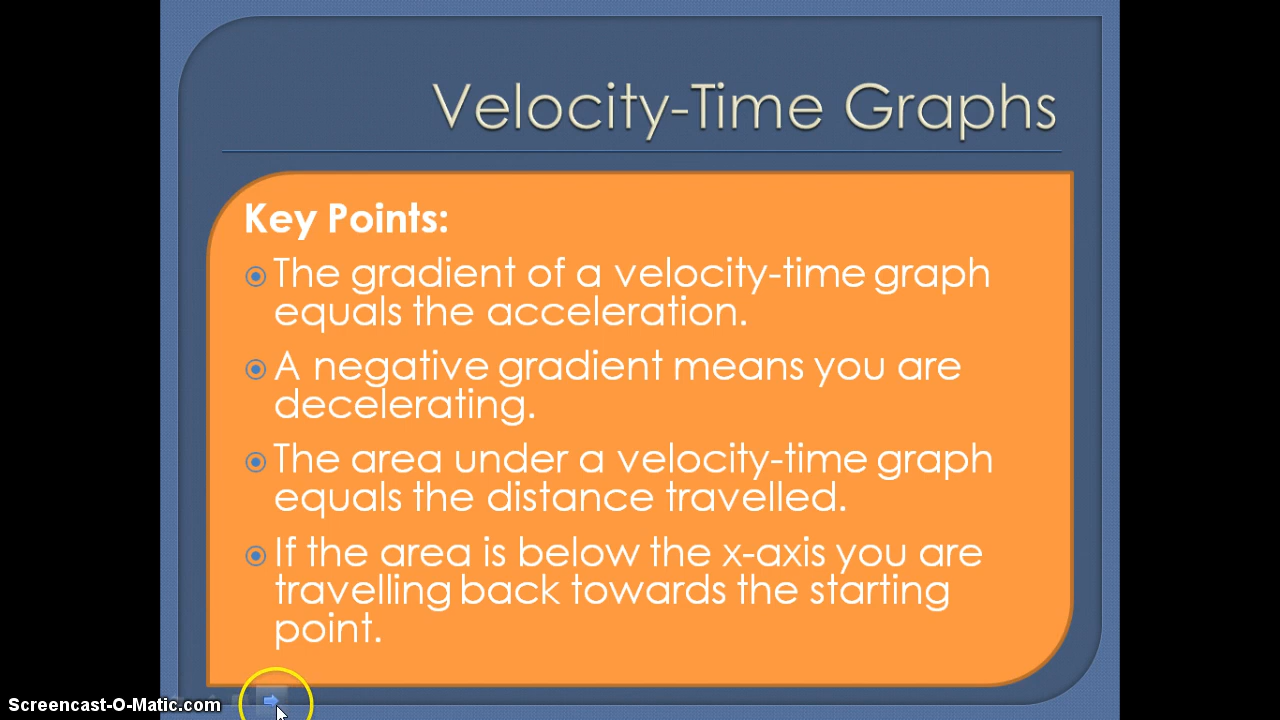 Velocity-Time Graphs
Key Points:
The gradient of a velocity-time graph
equals the acceleration.
A negative gradient means you are
decelerating.
The area under a velocity-time graph
equals the distance travelled.
If the area is below the x-axis you are
travelling back towards the starting
point.
Screencast-O-Matic.com